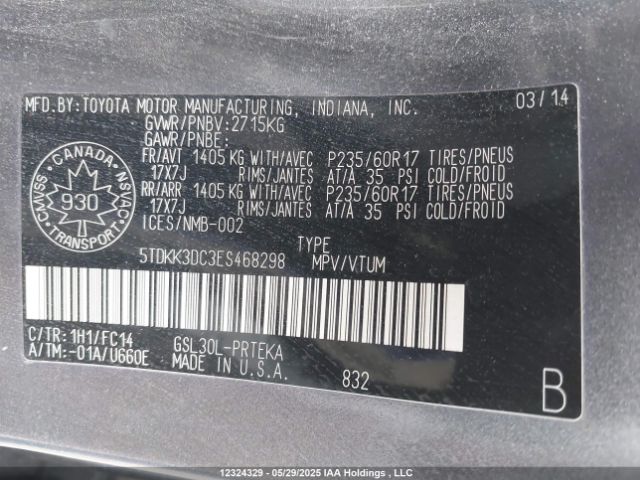 MFD.BY:TOYOTA MOTOR MANUFACTURING, INDIANA, INC. 03/14
GVWR/PNBV:2715KG
GAWR/PNBE:
FR/AVT 1405 KG WITH/AVEC P235/60R17 TIRES/PNEUS
17X7J RIMS/JANTES AT/A 35 PSI COLD/FROID
RR/ARR 1405 KG WITH/AVEC P235/60R17 TIRES/PNEUS
17X7J RIMS/JANTES AT/A 35 PSI COLD/FROID
ICES/NMB-002
CANADA
CMVSS NSVAC
930
TRANSPORT
TYPE
5TDKK3DC3ES468298 MPV/VTUM
C/TR: 1H1/FC14 GSL30L-PRTEKA
A/TM:-01A/U660E MADE IN U.S.A.
832
B
12324329 05/29/2025 IAA Holdings , LLC